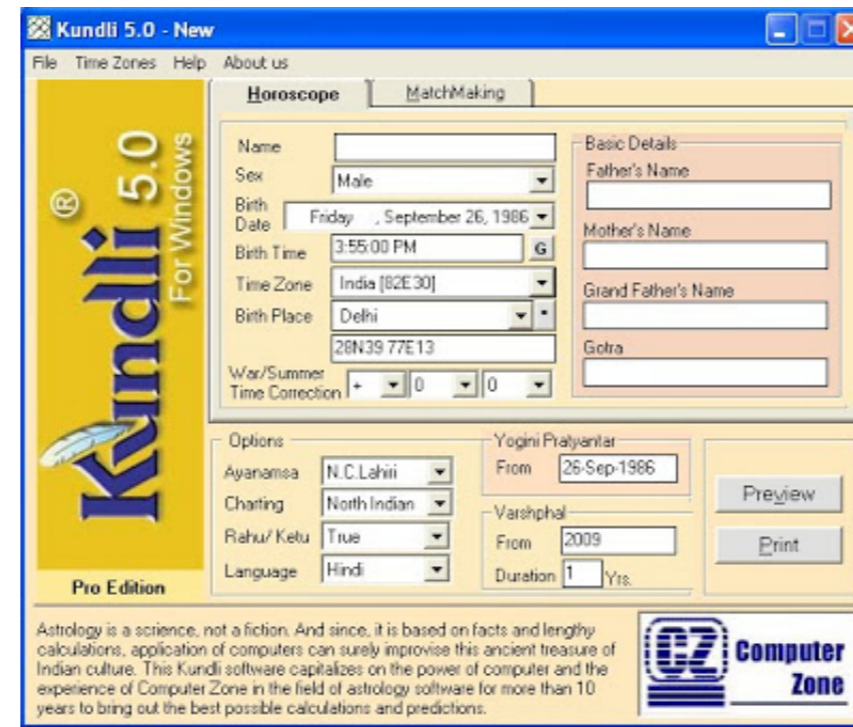 Kundli 5.0 - New
File Time Zones Help About us
Horoscope MatchMaking
Kundli 5.0
®
For Windows
Pro Edition
Name
Sex Male
Birth Date Friday , September 26, 1986
Birth Time 3:55:00 PM G
Time Zone India [82E30]
Birth Place Delhi *
28N39 77E13
War/Summer
Time Correction + 0 0
Basic Details
Father's Name
Mother's Name
Grand Father's Name
Gotra
Options
Ayanamsa N.C.Lahiri
Charting North Indian
Rahu/ Ketu True
Language Hindi
Yogini Pratyantar
From 26-Sep-1986
Varshphal
From 2009
Duration 1 Yrs.
Preview
Print
Astrology is a scrience, not a fiction. And since, it is based on facts and lengthy
calculations, application of computers can surely improvise this ancient treasure of
Indian culture. This Kundli software capitalizes on the power of computer and the
experience of Computer Zone in the field of astrology software for more than 10
years to bring out the best possible calculations and predictions.
CZ Computer
Zone